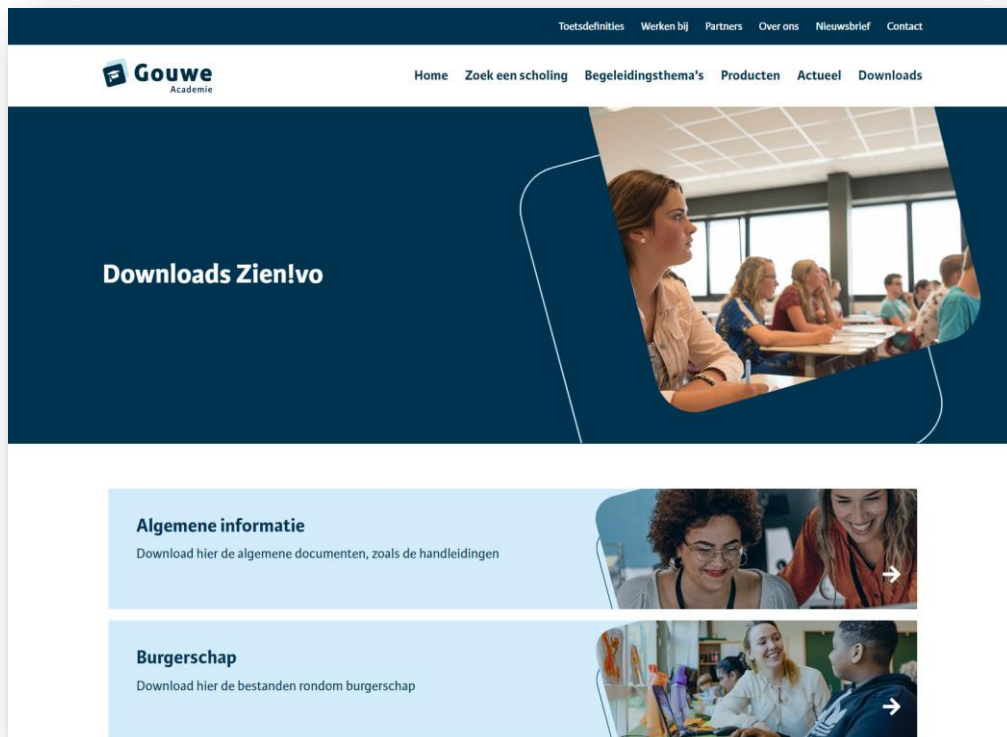 Toetsdefinities Werken bij Partners Over ons Nieuwsbrief Contact
Gouwe
Academie
Home Zoek een scholing Begeleidingsthema's Producten Actueel Downloads
Downloads Zien!vo
Algemene informatie
Download hier de algemene documenten, zoals de handleidingen
Burgerschap
Download hier de bestanden rondom burgerschap